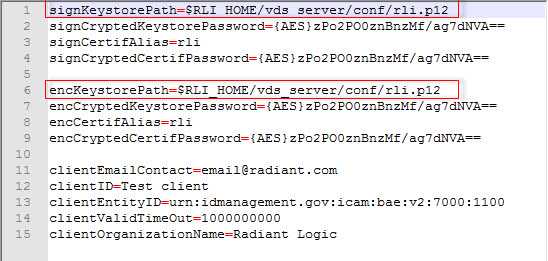 1 signKeystorePath=$RLI_HOME/vds_server/conf/rli.p12
2 signCryptedKeystorePassword={AES}zPo2PO0znBnzMf/ag7dNVA==
3 signCertifAlias=rli
4 signCryptedCertifPassword={AES}zPo2PO0znBnzMf/ag7dNVA==
5
6 encKeystorePath=$RLI_HOME/vds_server/conf/rli.p12
7 encCryptedKeystorePassword={AES}zPo2PO0znBnzMf/ag7dNVA==
8 encCertifAlias=rli
9 encCryptedCertifPassword={AES}zPo2PO0znBnzMf/ag7dNVA==
10
11 clientEmailContact=email@radiant.com
12 clientID=Test client
13 clientEntityID=urn:idmanagement.gov:icam:bae:v2:7000:1100
14 clientValidTimeOut=1000000000
15 clientOrganizationName=Radiant Logic